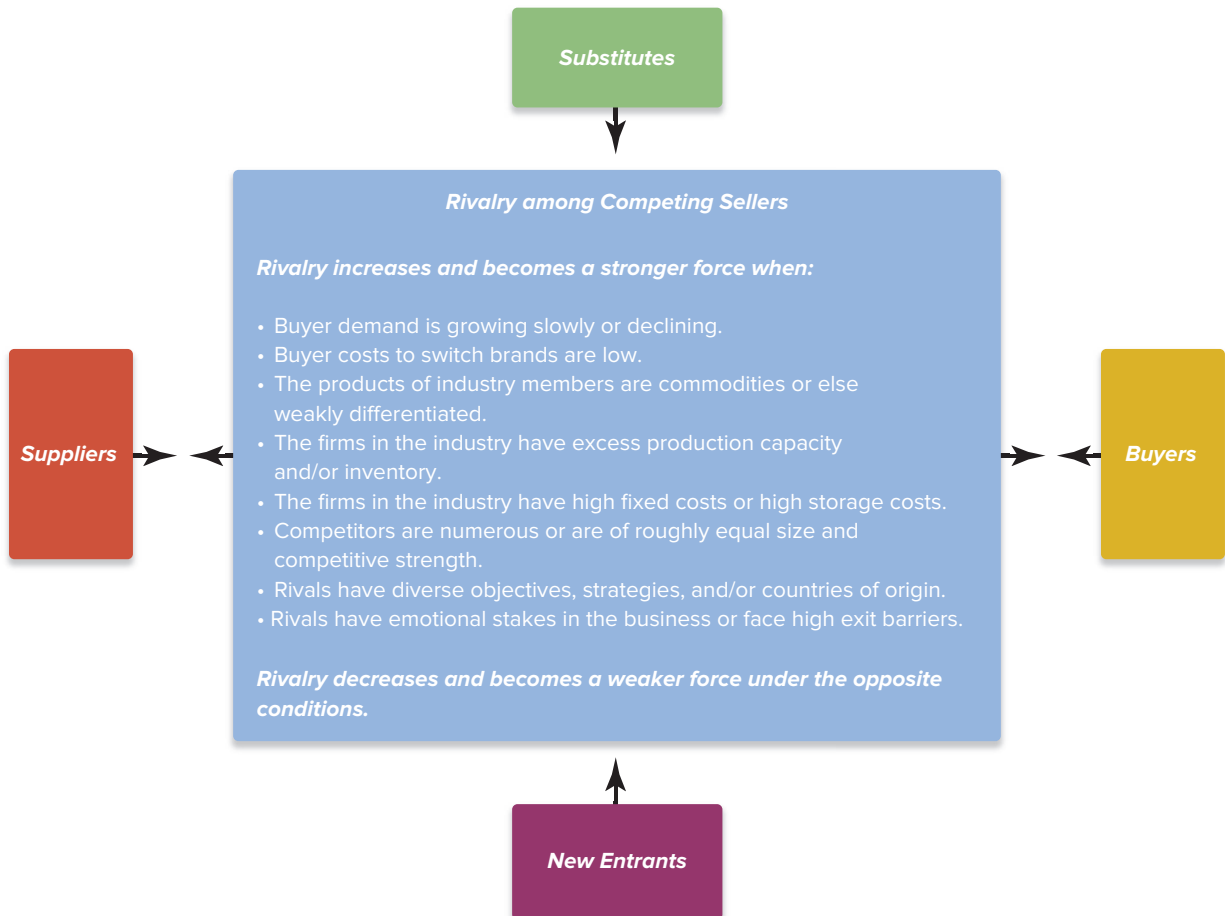 Substitutes
Rivalry among Competing Sellers
Rivalry increases and becomes a stronger force when:
• Buyer demand is growing slowly or declining.
• Buyer costs to switch brands are low.
• The products of industry members are commodities or else
weakly differentiated.
• The firms in the industry have excess production capacity
and/or inventory.
• The firms in the industry have high fixed costs or high storage costs.
• Competitors are numerous or are of roughly equal size and
competitive strength.
• Rivals have diverse objectives, strategies, and/or countries of origin.
• Rivals have emotional stakes in the business or face high exit barriers.
Rivalry decreases and becomes a weaker force under the opposite
conditions.
Suppliers
Buyers
New Entrants